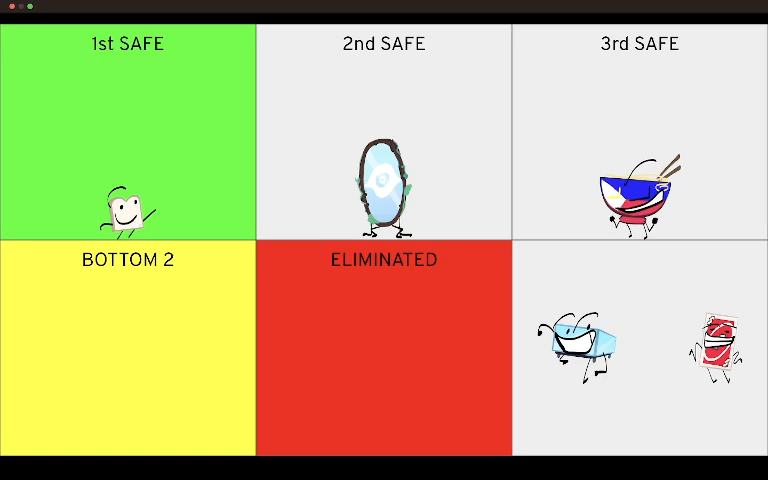 1st SAFE
2nd SAFE
3rd SAFE
BOTTOM 2
ELIMINATED